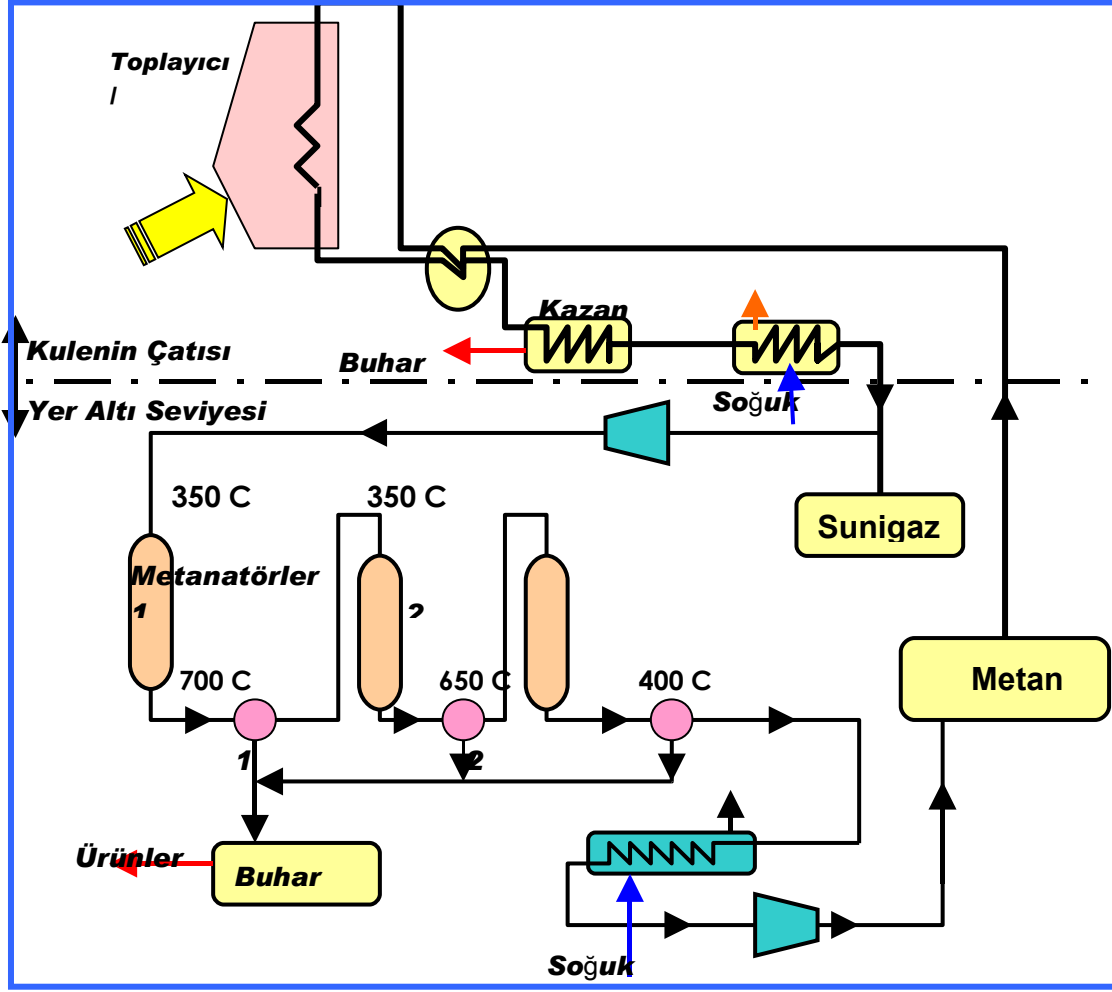 Toplayıcı
/
Kazan
Kulenin Çatısı
Buhar
Yer Altı Seviyesi
Soğuk
350 C
350 C
Sunigaz
Metanatörler
1
2
700 C
650 C
400 C
Metan
1
2
Ürünler
Buhar
Soğuk